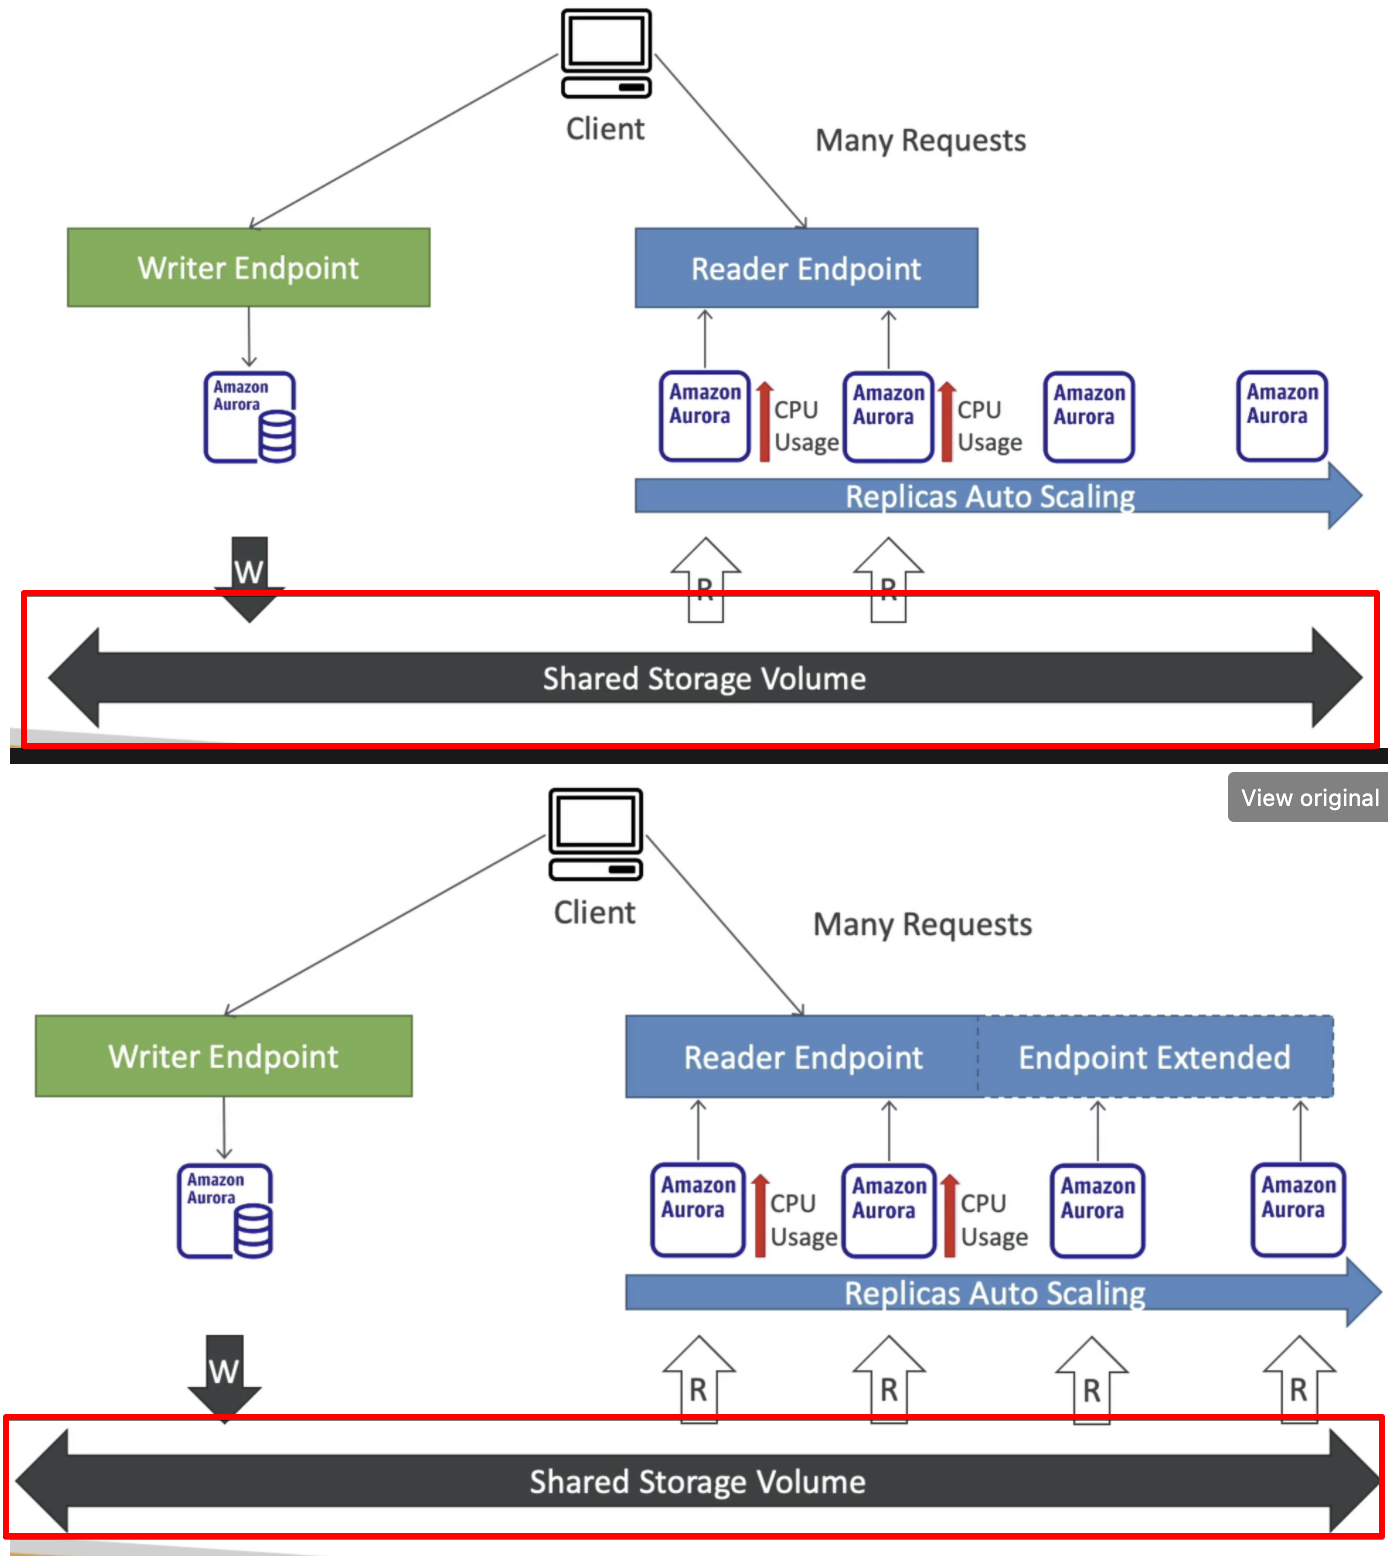 Client
Many Requests
Writer Endpoint
Reader Endpoint
Amazon
Aurora
Amazon
Aurora
CPU
Usage
Amazon
Aurora
CPU
Usage
Amazon
Aurora
Amazon
Aurora
Replicas Auto Scaling
W
R
R
Shared Storage Volume
View original
Client
Many Requests
Writer Endpoint
Reader Endpoint
Endpoint Extended
Amazon
Aurora
Amazon
Aurora
CPU
Usage
Amazon
Aurora
CPU
Usage
Amazon
Aurora
Amazon
Aurora
Replicas Auto Scaling
W
R
R
R
R
Shared Storage Volume